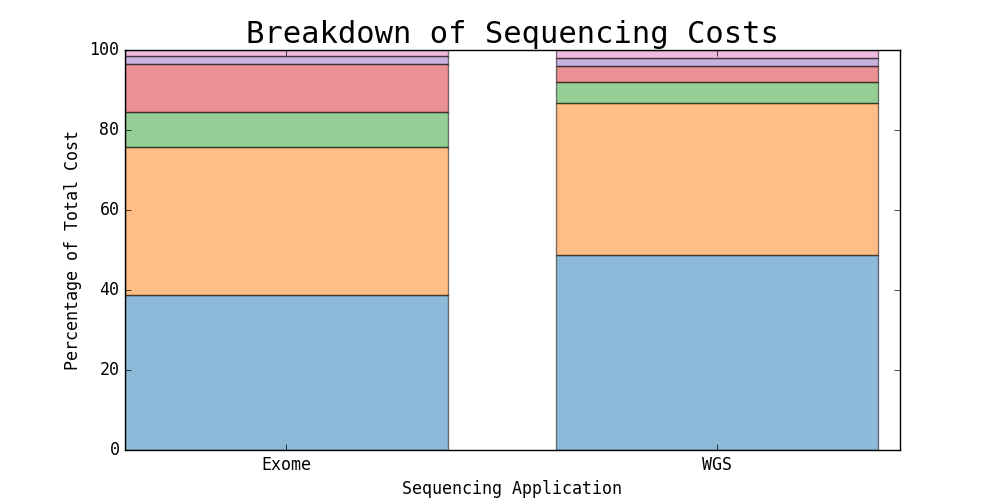 Breakdown of Sequencing Costs
100
80
60
40
20
0
Percentage of Total Cost
Exome WGS
Sequencing Application